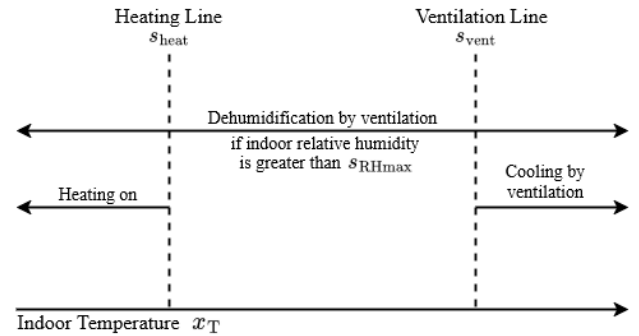 Heating Line
s_heat
Ventilation Line
s_vent
Dehumidification by ventilation
if indoor relative humidity
is greater than s_RHmax
Cooling by
ventilation
Heating on
Indoor Temperature x_T